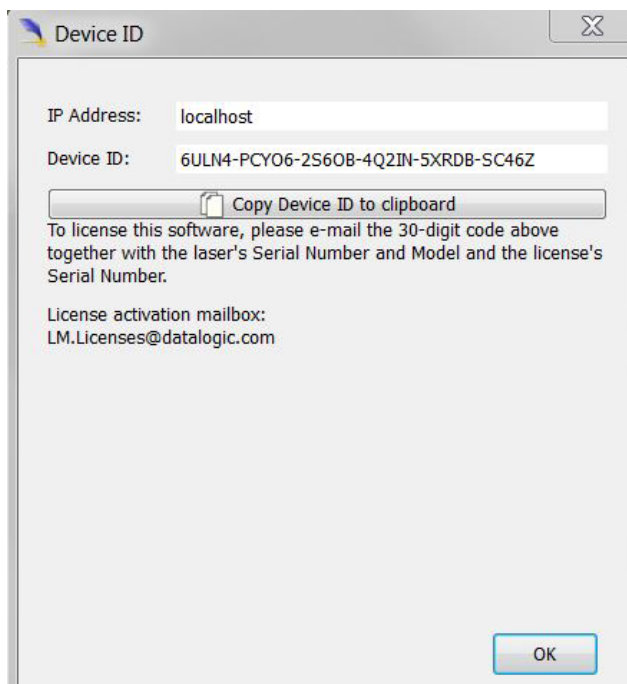 Device ID
IP Address: localhost
Device ID: 6ULN4-PCYO6-2S6OB-4Q2IN-5XRDB-SC46Z
Copy Device ID to clipboard
To license this software, please e-mail the 30-digit code above
together with the laser's Serial Number and Model and the license's
Serial Number.
License activation mailbox:
LM.Licenses@datalogic.com
OK